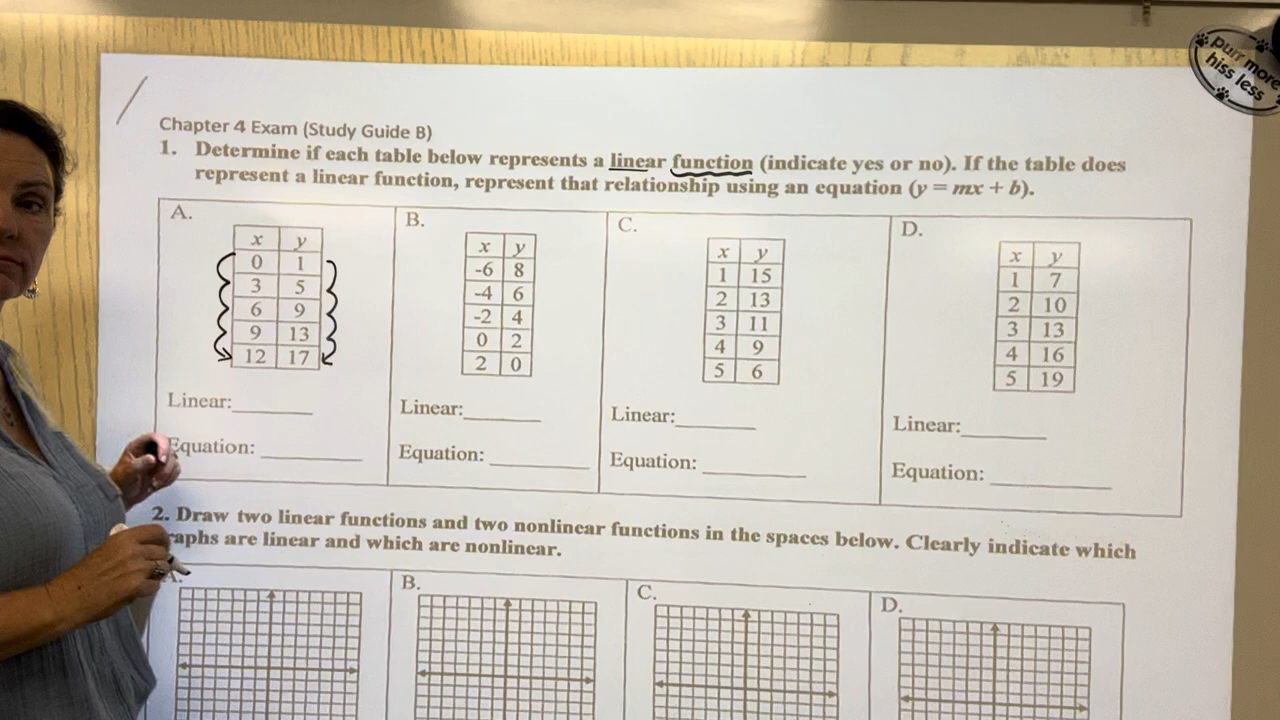 purr more
hiss less
Chapter 4 Exam (Study Guide B)
1. Determine if each table below represents a linear function (indicate yes or no). If the table does
represent a linear function, represent that relationship using an equation (y = mx + b).
A.
x y
0 1
3 5
6 9
9 13
12 17
Linear:
Equation:
B.
x y
-6 8
-4 6
-2 4
0 2
2 0
Linear:
Equation:
C.
x y
1 15
2 13
3 11
4 9
5 6
Linear:
Equation:
D.
x y
1 7
2 10
3 13
4 16
5 19
Linear:
Equation:
2. Draw two linear functions and two nonlinear functions in the spaces below. Clearly indicate which
raphs are linear and which are nonlinear.
A.
B.
C.
D.